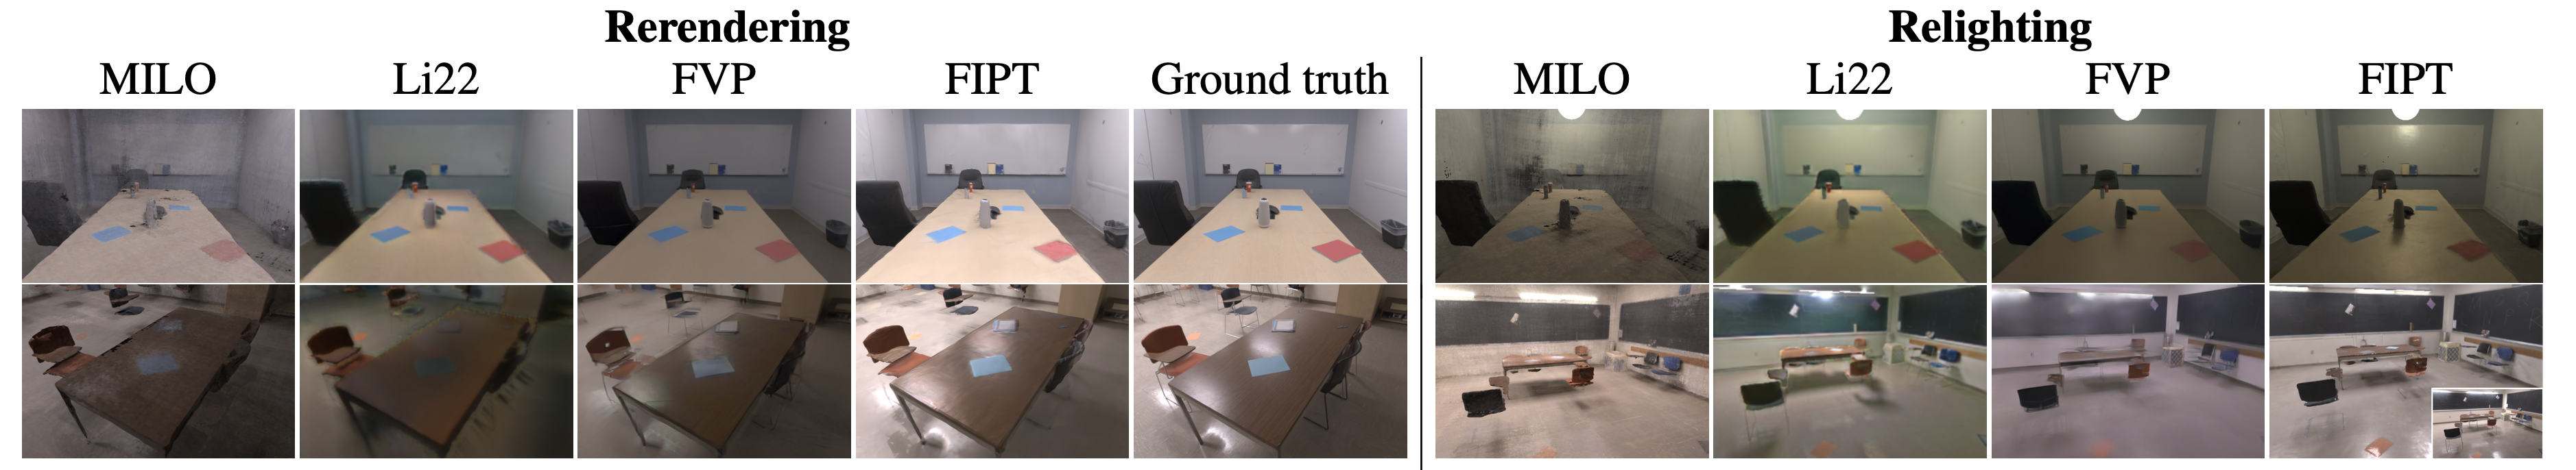 Rerendering
MILO Li22 FVP FIPT Ground truth
Relighting
MILO Li22 FVP FIPT